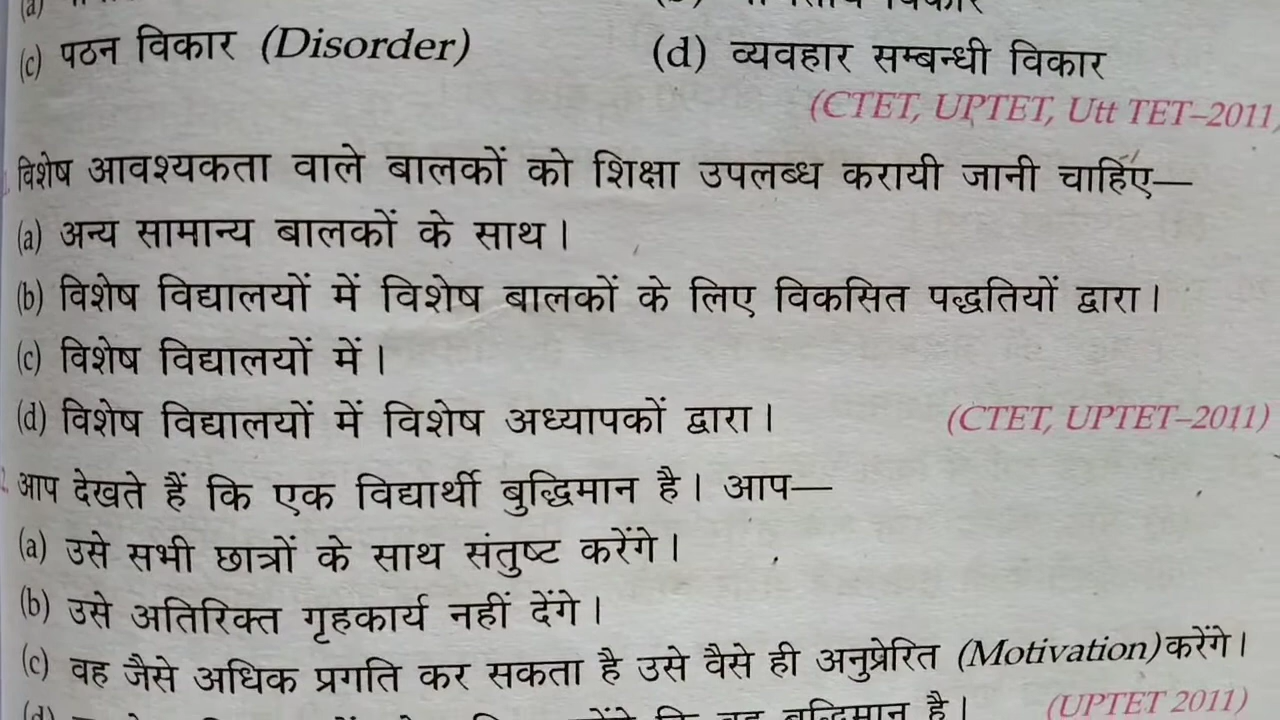 (c) पठन विकार (Disorder) (d) व्यवहार सम्बन्धी विकार
(CTET, UPTET, Utt TET–2011
विशेष आवश्यकता वाले बालकों को शिक्षा उपलब्ध करायी जानी चाहिए—
(a) अन्य सामान्य बालकों के साथ।
(b) विशेष विद्यालयों में विशेष बालकों के लिए विकसित पद्धतियों द्वारा।
(c) विशेष विद्यालयों में।
(d) विशेष विद्यालयों में विशेष अध्यापकों द्वारा। (CTET, UPTET–2011)
आप देखते हैं कि एक विद्यार्थी बुद्धिमान है। आप—
(a) उसे सभी छात्रों के साथ संतुष्ट करेंगे।
(b) उसे अतिरिक्त गृहकार्य नहीं देंगे।
(c) वह जैसे अधिक प्रगति कर सकता है उसे वैसे ही अनुप्रेरित (Motivation) करेंगे।
(d) कि वह बुद्धिमान है। (UPTET 2011)